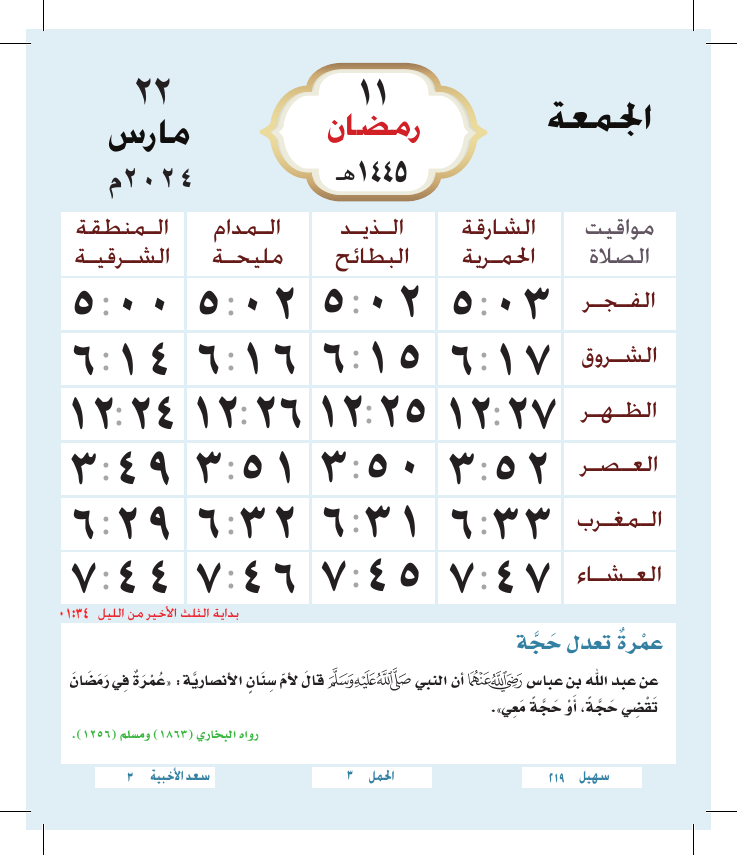 الجمعة
١١
رمضان
١٤٤٥هـ
٢٢
مارس
٢٠٢٤م
مواقيت الصلاة | الشارقة الحمرية | الذيد البطائح | المدام مليحة | المنطقة الشرقية
الفجر ٥:٠٣ ٥:٠٢ ٥:٠٢ ٥:٠٠
الشروق ٦:١٧ ٦:١٥ ٦:١٦ ٦:١٤
الظهر ١٢:٢٧ ١٢:٢٥ ١٢:٢٦ ١٢:٢٤
العصر ٣:٥٢ ٣:٥٠ ٣:٥١ ٣:٤٩
المغرب ٦:٣٣ ٦:٣١ ٦:٣٢ ٦:٢٩
العشاء ٧:٤٧ ٧:٤٥ ٧:٤٦ ٧:٤٤
بداية الثلث الأخير من الليل ٠١:٣٤
عمْرةٌ تعدل حَجَّة
عن عبد الله بن عباس رَضِيَ اللَّهُ عَنْهُمَا أن النبي صَلَّى اللَّهُ عَلَيْهِ وَسَلَّمَ قالَ لأمّ سِنَانٍ الأنصاريَّة : «عُمْرَةٌ فِي رَمَضَانَ
تَقْضِي حَجَّةً، أَوْ حَجَّةً مَعِي».
رواه البخاري (١٨٦٣) ومسلم (١٢٥٦).
سهيل ٢١٩
الحمل ٣
سعد الأخبية ٣